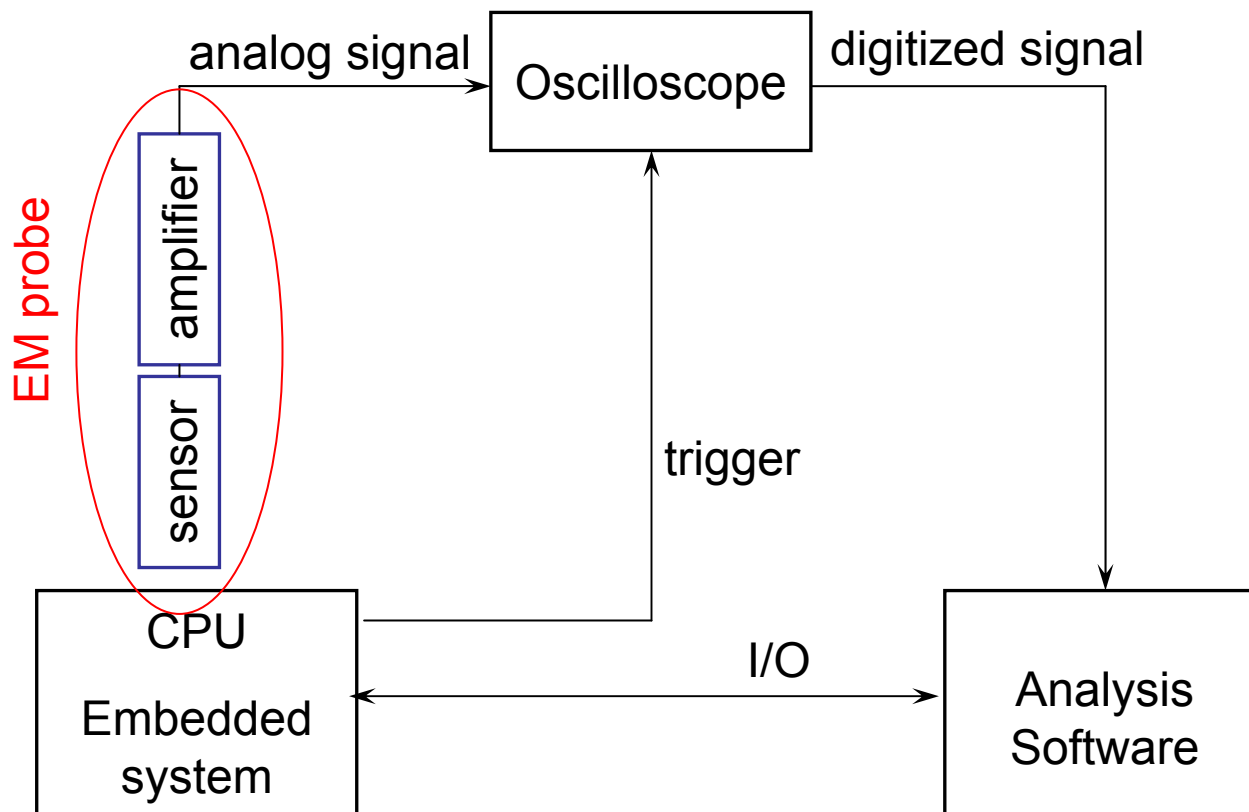 analog signal
Oscilloscope
digitized signal
EM probe
amplifier
sensor
trigger
CPU
Embedded
system
I/O
Analysis
Software